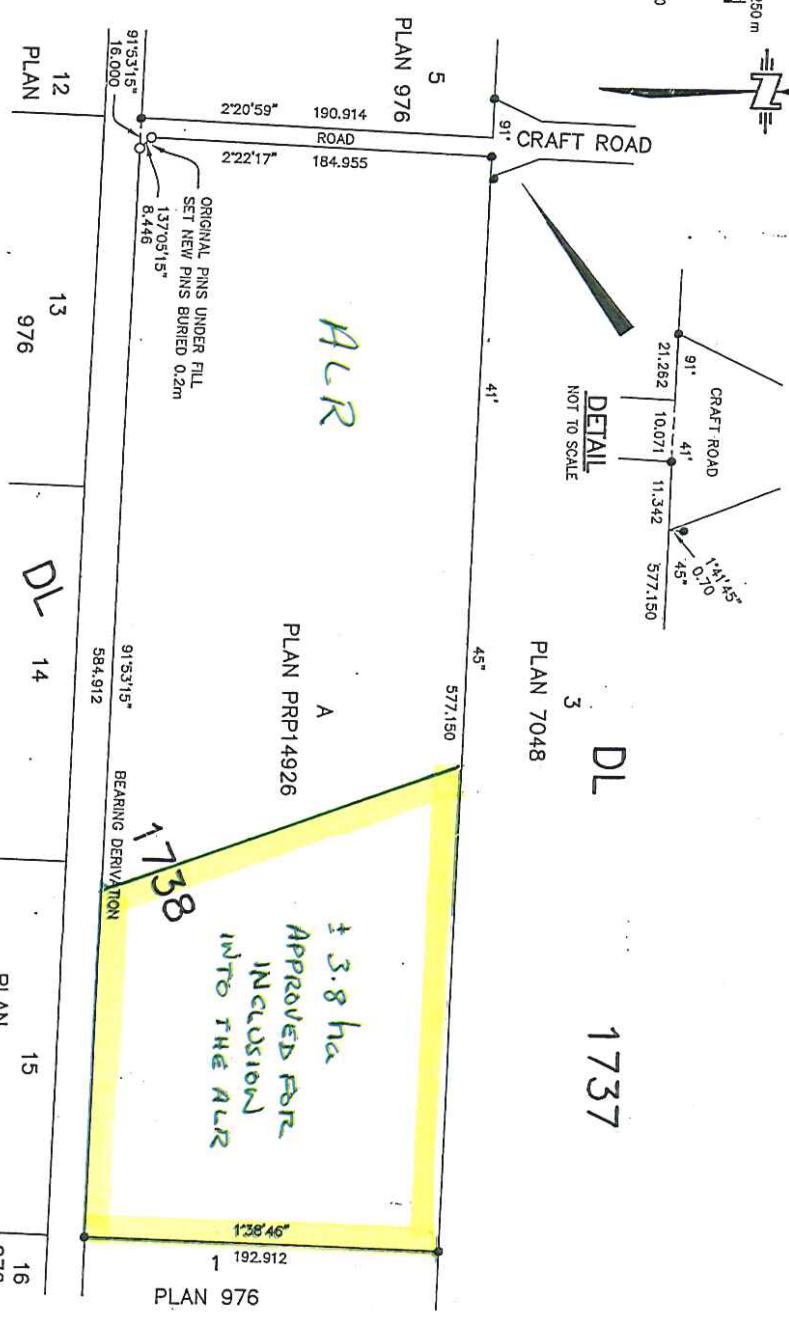 250 m
0
N
5
PLAN 976
CRAFT ROAD
91°
2°20'59" 190.914
ROAD
2°22'17" 184.955
91°53'15"
16.000
137°05'15"
8.446
ORIGINAL PINS UNDER FILL
SET NEW PINS BURIED 0.2m
12
PLAN
13
976
ALR
41'
45"
577.150
CRAFT ROAD
91°
21.262
10.071
41'
11.342
45"
577.150
1°41'45"
0.70
DETAIL
NOT TO SCALE
3
PLAN 7048
DL
1737
A
PLAN PRP14926
DL
14
91°53'15"
584.912
BEARING DERIVATION
1738
± 3.8 ha
APPROVED FOR
INCLUSION
INTO THE ALR
1°38'46"
192.912
1
PLAN 976
15
PLAN
16